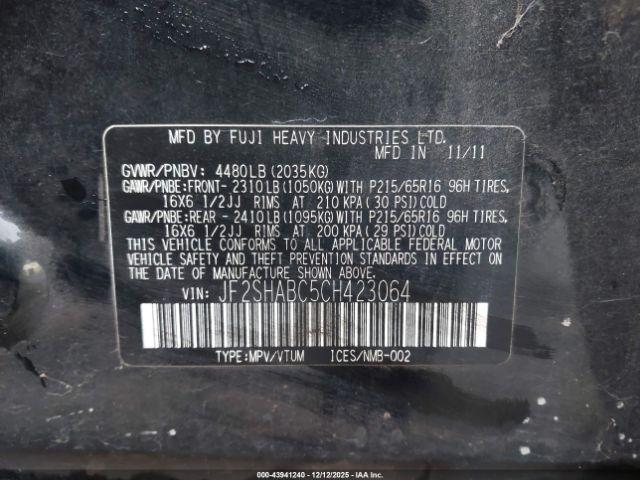 MFD BY FUJI HEAVY INDUSTRIES LTD.
MFD IN 11/11
GVWR/PNBV: 4480LB(2035KG)
GAWR/PNBE:FRONT-2310LB(1050KG)WITH P215/65R16 96H TIRES,
16X6 1/2JJ RIMS AT 210 KPA(30 PSI)COLD
GAWR/PNBE:REAR -2410LB(1095KG)WITH P215/65R16 96H TIRES,
16X6 1/2JJ RIMS AT 200 KPA(29 PSI)COLD
THIS VEHICLE CONFORMS TO ALL APPLICABLE FEDERAL MOTOR
VEHICLE SAFETY AND THEFT PREVENTION STANDARDS IN EFFECT
ON THE DATE OF MANUFACTURE SHOWN ABOVE.
VIN: JF2SHABC5CH423064
TYPE:MPV/VTUM ICES/NMB-002
000-43941240 - 12/12/2025 - IAAI.com